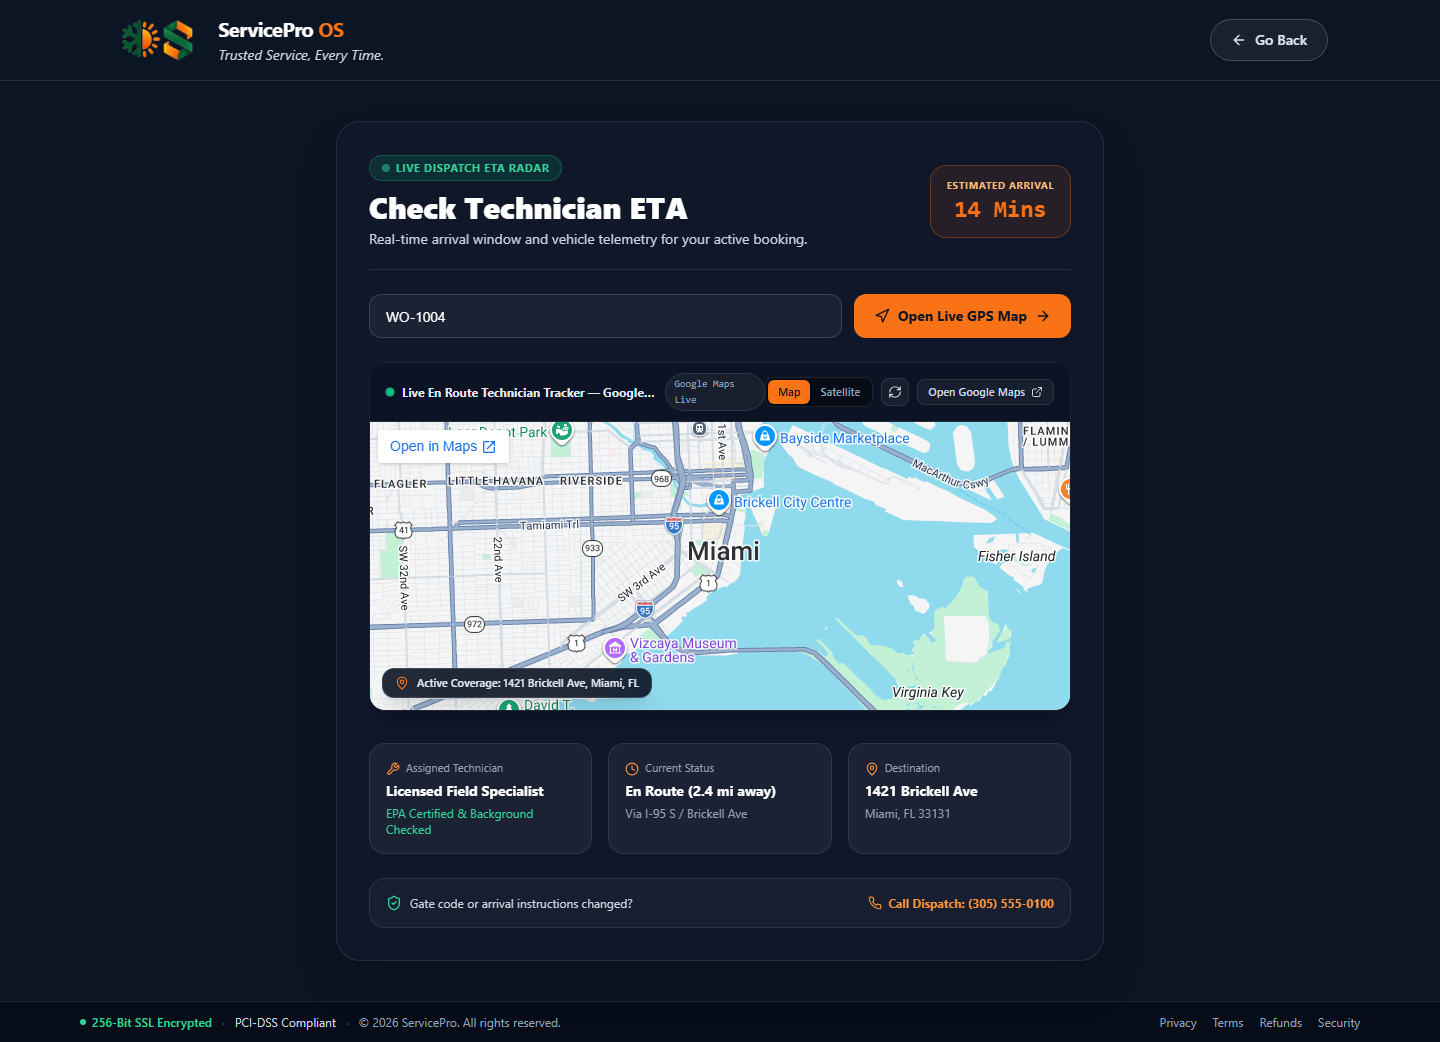 ServicePro OS
Trusted Service, Every Time.
Go Back
LIVE DISPATCH ETA RADAR
Check Technician ETA
Real-time arrival window and vehicle telemetry for your active booking.
ESTIMATED ARRIVAL
14 Mins
WO-1004
Open Live GPS Map
Live En Route Technician Tracker — Google...
Google Maps
Live
Map
Satellite
Open Google Maps
Open in Maps
Depot Park
1st Ave
Bayside Marketplace
FLAMIN
/ LUMM
MacArthur Cswy
FLAGLER
LITTLE HAVANA
RIVERSIDE
968
Brickell City Centre
41
Tamiami Trl
95
933
Miami
22nd Ave
SW 32nd Ave
SW 3rd Ave
1
Fisher Island
95
972
1
Vizcaya Museum
& Gardens
Virginia Key
Active Coverage: 1421 Brickell Ave, Miami, FL
David T.
Assigned Technician
Licensed Field Specialist
EPA Certified & Background
Checked
Current Status
En Route (2.4 mi away)
Via I-95 S / Brickell Ave
Destination
1421 Brickell Ave
Miami, FL 33131
Gate code or arrival instructions changed?
Call Dispatch: (305) 555-0100
256-Bit SSL Encrypted · PCI-DSS Compliant · © 2026 ServicePro. All rights reserved.
Privacy
Terms
Refunds
Security